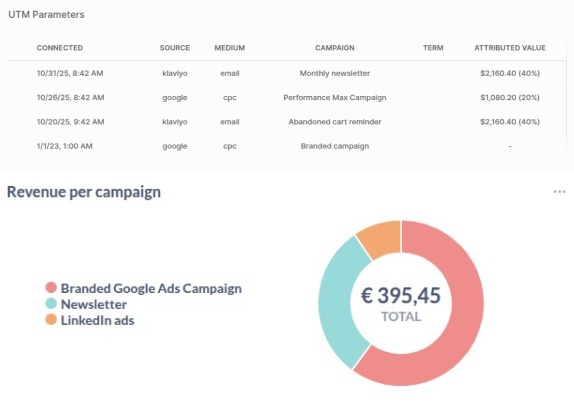 UTM Parameters
CONNECTED SOURCE MEDIUM CAMPAIGN TERM ATTRIBUTED VALUE
10/31/25, 8:42 AM klaviyo email Monthly newsletter $2,160.40 (40%)
10/26/25, 8:42 AM google cpc Performance Max Campaign $1,080.20 (20%)
10/20/25, 9:42 AM klaviyo email Abandoned cart reminder $2,160.40 (40%)
1/1/23, 1:00 AM google cpc Branded campaign -
Revenue per campaign
Branded Google Ads Campaign
Newsletter
LinkedIn ads
€ 395,45
TOTAL